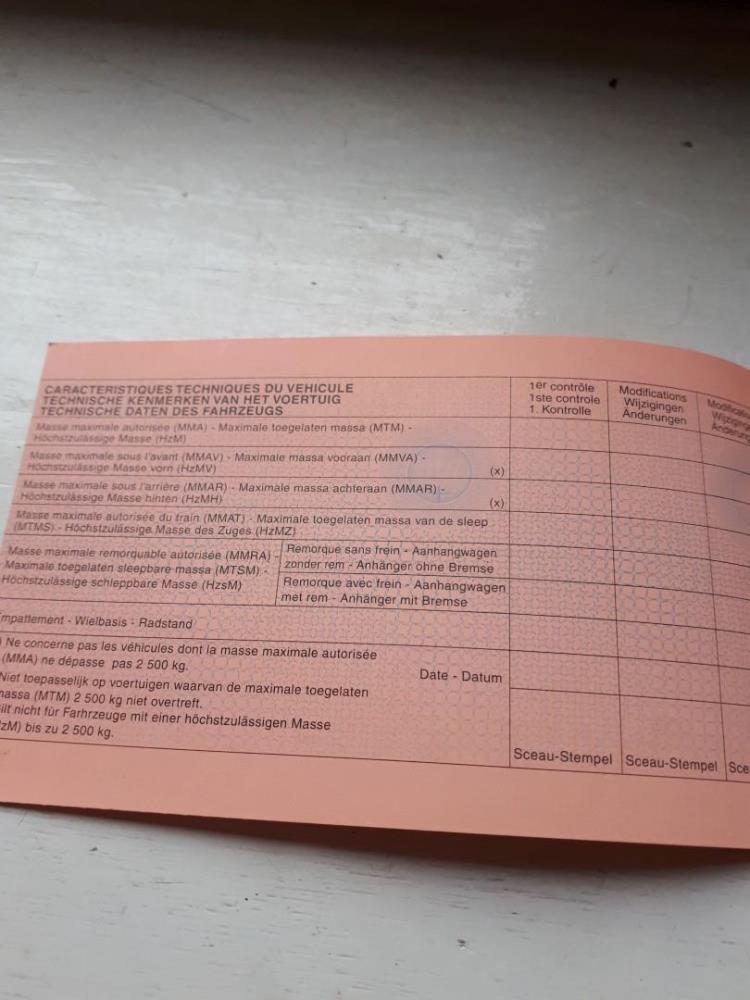 CARACTERISTIQUES TECHNIQUES DU VEHICULE
TECHNISCHE KENMERKEN VAN HET VOERTUIG
TECHNISCHE DATEN DES FAHRZEUGS
1er contrôle
1ste controle
1. Kontrolle
Modifications
Wijzigingen
Änderungen
Masse maximale autorisée (MMA) - Maximale toegelaten massa (MTM) -
Höchstzulässige Masse (HzM)
Masse maximale sous l'avant (MMAV) - Maximale massa vooraan (MMVA) -
Höchstzulässige Masse vorn (HzMV) (x)
Masse maximale sous l'arrière (MMAR) - Maximale massa achteraan (MMAR) -
Höchstzulässige Masse hinten (HzMH) (x)
Masse maximale autorisée du train (MMAT) - Maximale toegelaten massa van de sleep
(MTMS) - Höchstzulässige Masse des Zuges (HzMZ)
Masse maximale remorquable autorisée (MMRA) -
Maximale toegelaten sleepbare massa (MTSM) -
Höchstzulässige schleppbare Masse (HzsM)
Remorque sans frein - Aanhangwagen
zonder rem - Anhänger ohne Bremse
Remorque avec frein - Aanhangwagen
met rem - Anhänger mit Bremse
mpattement - Wielbasis - Radstand
) Ne concerne pas les véhicules dont la masse maximale autorisée
(MMA) ne dépasse pas 2 500 kg.
Niet toepasselijk op voertuigen waarvan de maximale toegelaten
massa (MTM) 2 500 kg niet overtreft.
ilt nicht für Farhrzeuge mit einer höchstzulässigen Masse
zM) bis zu 2 500 kg.
Date - Datum
Sceau-Stempel
Sceau-Stempel
Sce